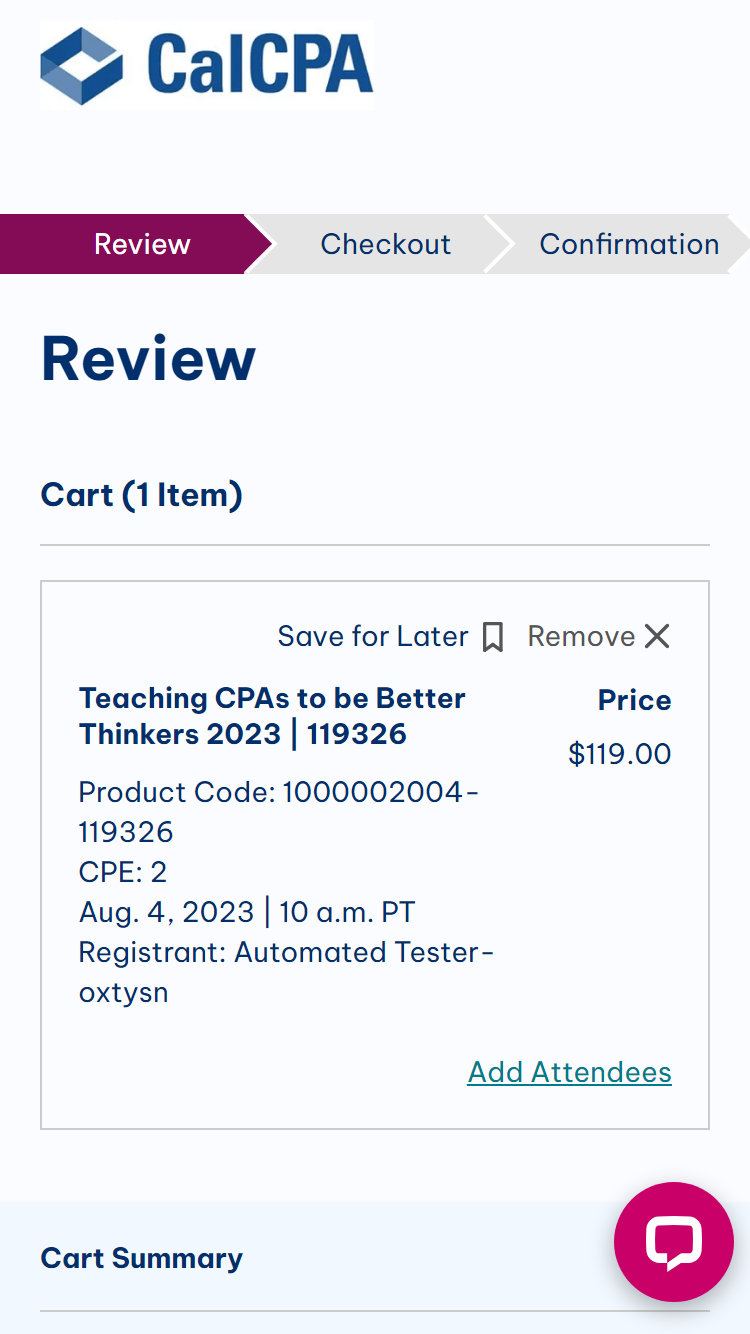 CalCPA
Review
Checkout
Confirmation
Review
Cart (1 Item)
Save for Later
Remove
Teaching CPAs to be Better
Thinkers 2023 | 119326
Price
$119.00
Product Code: 1000002004-
119326
CPE: 2
Aug. 4, 2023 | 10 a.m. PT
Registrant: Automated Tester-
oxtysn
Add Attendees
Cart Summary